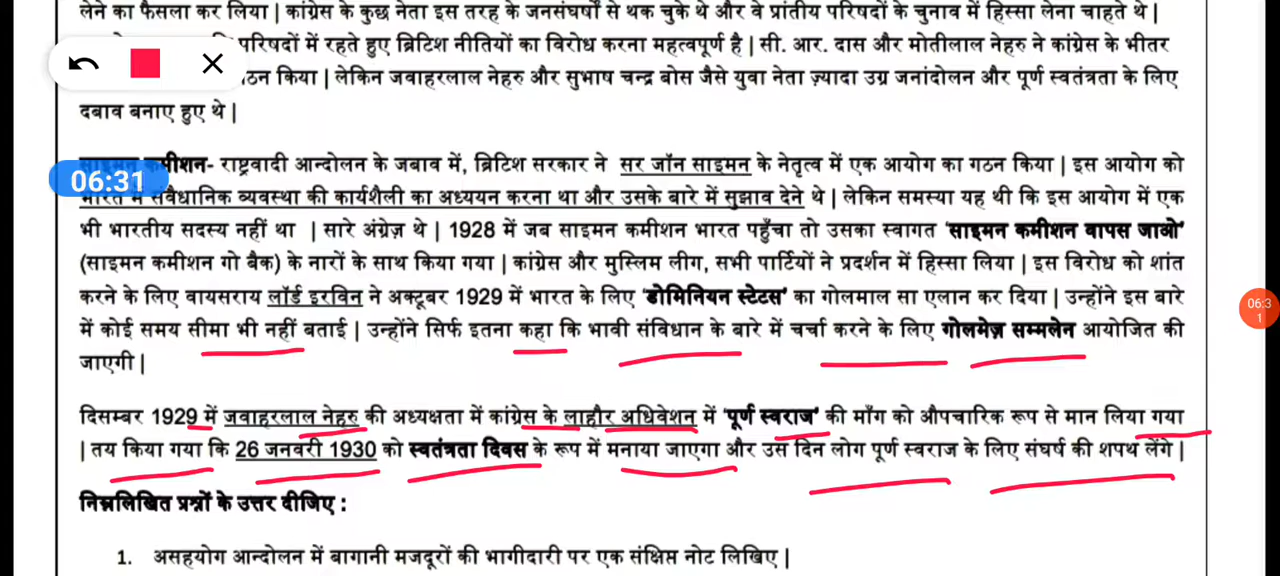 लेने का फैसला कर लिया | कांग्रेस के कुछ नेता इस तरह के जनसंघर्षों से थक चुके थे और वे प्रांतीय परिषदों के चुनाव में हिस्सा लेना चाहते थे |
परिषदों में रहते हुए ब्रिटिश नीतियों का विरोध करना महत्वपूर्ण है | सी. आर. दास और मोतीलाल नेहरु ने कांग्रेस के भीतर
गठन किया | लेकिन जवाहरलाल नेहरु और सुभाष चन्द्र बोस जैसे युवा नेता ज़्यादा उग्र जनांदोलन और पूर्ण स्वतंत्रता के लिए
दबाव बनाए हुए थे |
साइमन कमीशन- राष्ट्रवादी आन्दोलन के जबाव में, ब्रिटिश सरकार ने सर जॉन साइमन के नेतृत्व में एक आयोग का गठन किया | इस आयोग को
06:31
भारत में संवैधानिक व्यवस्था की कार्यशैली का अध्ययन करना था और उसके बारे में सुझाव देने थे | लेकिन समस्या यह थी कि इस आयोग में एक
भी भारतीय सदस्य नहीं था | सारे अंग्रेज़ थे | 1928 में जब साइमन कमीशन भारत पहुँचा तो उसका स्वागत 'साइमन कमीशन वापस जाओ'
(साइमन कमीशन गो बैक) के नारों के साथ किया गया | कांग्रेस और मुस्लिम लीग, सभी पार्टियों ने प्रदर्शन में हिस्सा लिया | इस विरोध को शांत
करने के लिए वायसराय लॉर्ड इरविन ने अक्टूबर 1929 में भारत के लिए 'डोमिनियन स्टेटस' का गोलमाल सा एलान कर दिया | उन्होंने इस बारे
06:3
1
में कोई समय सीमा भी नहीं बताई | उन्होंने सिर्फ इतना कहा कि भावी संविधान के बारे में चर्चा करने के लिए गोलमेज़ सम्मलेन आयोजित की
जाएगी |
दिसम्बर 1929 में जवाहरलाल नेहरु की अध्यक्षता में कांग्रेस के लाहौर अधिवेशन में 'पूर्ण स्वराज' की माँग को औपचारिक रूप से मान लिया गया
| तय किया गया कि 26 जनवरी 1930 को स्वतंत्रता दिवस के रूप में मनाया जाएगा और उस दिन लोग पूर्ण स्वराज के लिए संघर्ष की शपथ लेंगे |
निम्नलिखित प्रश्नों के उत्तर दीजिए :
1. असहयोग आन्दोलन में बागानी मजदूरों की भागीदारी पर एक संक्षिप्त नोट लिखिए |